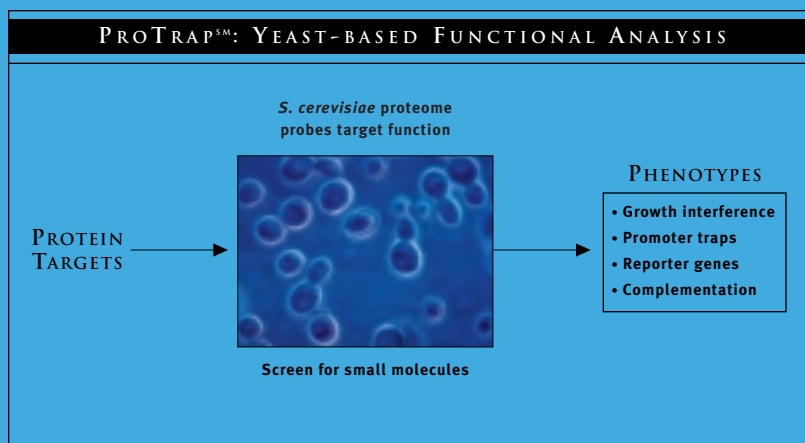 PROTRAP℠: YEAST-BASED FUNCTIONAL ANALYSIS
S. cerevisiae proteome
probes target function
PROTEIN
TARGETS
Screen for small molecules
PHENOTYPES
• Growth interference
• Promoter traps
• Reporter genes
• Complementation